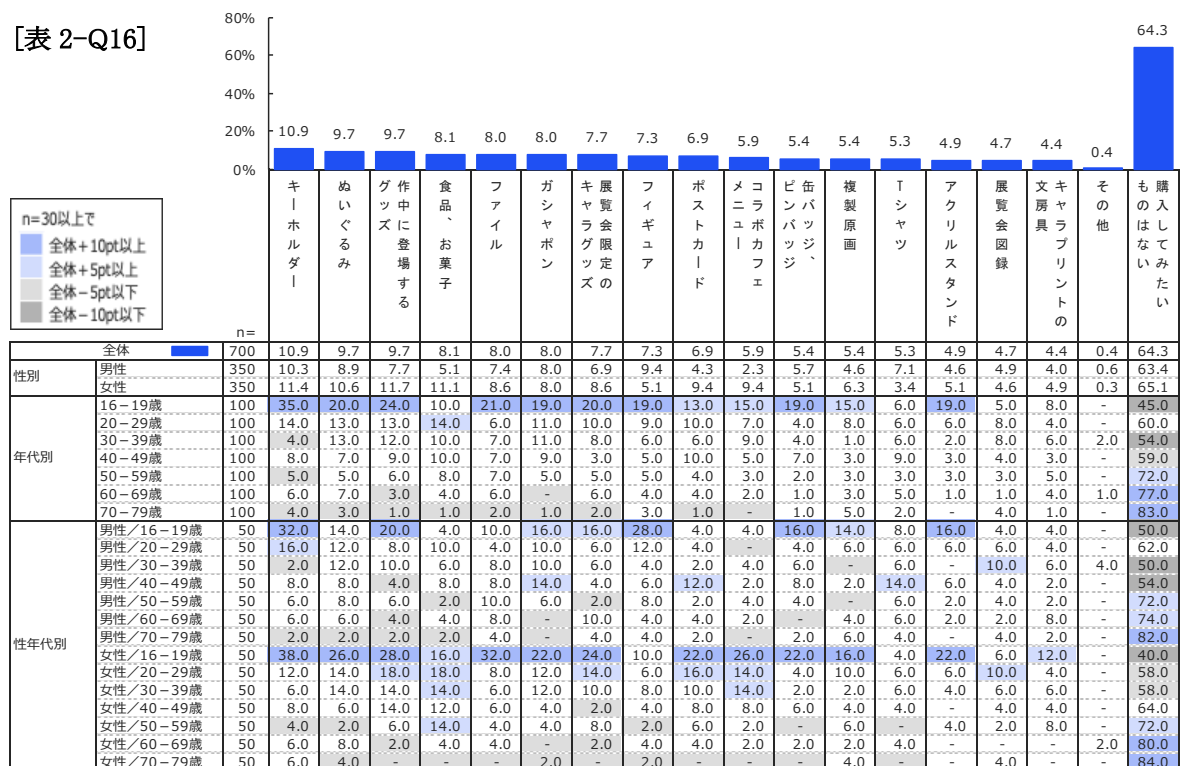 [表 2-Q16]
80%
60%
40%
20%
0%
10.9 9.7 9.7 8.1 8.0 8.0 7.7 7.3 6.9 5.9 5.4 5.4 5.3 4.9 4.7 4.4 0.4 64.3
n=30以上で
全体+10pt以上
全体+5pt以上
全体-5pt以下
全体-10pt以下
n=
キーホルダー
ぬいぐるみ
作中に登場する
グッズ
食品、お菓子
ファイル
ガシャポン
展覧会限定の
キャラグッズ
フィギュア
ポストカード
コラボカフェ
メニュー
缶バッジ、
ピンバッジ
複製原画
Tシャツ
アクリルスタンド
展覧会図録
キャラプリントの
文房具
その他
購入してみたい
ものはない
全体 700 10.9 9.7 9.7 8.1 8.0 8.0 7.7 7.3 6.9 5.9 5.4 5.4 5.3 4.9 4.7 4.4 0.4 64.3
性別
男性 350 10.3 8.9 7.7 5.1 7.4 8.0 6.9 9.4 4.3 2.3 5.7 4.6 7.1 4.6 4.9 4.0 0.6 63.4
女性 350 11.4 10.6 11.7 11.1 8.6 8.0 8.6 5.1 9.4 9.4 5.1 6.3 3.4 5.1 4.6 4.9 0.3 65.1
年代別
16-19歳 100 35.0 20.0 24.0 10.0 21.0 19.0 20.0 19.0 13.0 15.0 19.0 15.0 6.0 19.0 5.0 8.0 - 45.0
20-29歳 100 14.0 13.0 13.0 14.0 6.0 11.0 10.0 9.0 10.0 7.0 4.0 8.0 6.0 6.0 8.0 4.0 - 60.0
30-39歳 100 4.0 13.0 12.0 10.0 7.0 11.0 8.0 6.0 6.0 9.0 4.0 1.0 6.0 2.0 8.0 6.0 2.0 54.0
40-49歳 100 8.0 7.0 9.0 10.0 7.0 9.0 3.0 5.0 10.0 5.0 7.0 3.0 9.0 3.0 4.0 3.0 - 59.0
50-59歳 100 5.0 5.0 6.0 8.0 7.0 5.0 5.0 5.0 4.0 3.0 2.0 3.0 3.0 3.0 3.0 5.0 - 72.0
60-69歳 100 6.0 7.0 3.0 4.0 6.0 - 6.0 4.0 4.0 2.0 1.0 3.0 5.0 1.0 1.0 4.0 1.0 77.0
70-79歳 100 4.0 3.0 1.0 1.0 2.0 1.0 2.0 3.0 1.0 - 1.0 5.0 2.0 - 4.0 1.0 - 83.0
性年代別
男性/16-19歳 50 32.0 14.0 20.0 4.0 10.0 16.0 16.0 28.0 4.0 4.0 16.0 14.0 8.0 16.0 4.0 4.0 - 50.0
男性/20-29歳 50 16.0 12.0 8.0 10.0 4.0 10.0 6.0 12.0 4.0 - 4.0 6.0 6.0 6.0 6.0 4.0 - 62.0
男性/30-39歳 50 2.0 12.0 10.0 6.0 8.0 10.0 6.0 4.0 2.0 4.0 6.0 - 6.0 - 10.0 6.0 4.0 50.0
男性/40-49歳 50 8.0 8.0 4.0 8.0 8.0 14.0 4.0 6.0 12.0 2.0 8.0 2.0 14.0 6.0 4.0 2.0 - 54.0
男性/50-59歳 50 6.0 8.0 6.0 2.0 10.0 6.0 2.0 8.0 2.0 4.0 4.0 - 6.0 2.0 4.0 2.0 - 72.0
男性/60-69歳 50 6.0 6.0 4.0 4.0 8.0 - 10.0 4.0 4.0 2.0 - 4.0 6.0 2.0 2.0 8.0 - 74.0
男性/70-79歳 50 2.0 2.0 2.0 2.0 4.0 - 4.0 4.0 2.0 - 2.0 6.0 4.0 - 4.0 2.0 - 82.0
女性/16-19歳 50 38.0 26.0 28.0 16.0 32.0 22.0 24.0 10.0 22.0 26.0 22.0 16.0 4.0 22.0 6.0 12.0 - 40.0
女性/20-29歳 50 12.0 14.0 18.0 18.0 8.0 12.0 14.0 6.0 16.0 14.0 4.0 10.0 6.0 6.0 10.0 4.0 - 58.0
女性/30-39歳 50 6.0 14.0 14.0 14.0 6.0 12.0 10.0 8.0 10.0 14.0 2.0 2.0 6.0 4.0 6.0 6.0 - 58.0
女性/40-49歳 50 8.0 6.0 14.0 12.0 6.0 4.0 2.0 4.0 8.0 8.0 6.0 4.0 4.0 - 4.0 4.0 - 64.0
女性/50-59歳 50 4.0 2.0 6.0 14.0 4.0 4.0 8.0 2.0 6.0 2.0 - 6.0 - 4.0 2.0 8.0 - 72.0
女性/60-69歳 50 6.0 8.0 2.0 4.0 4.0 - 2.0 4.0 4.0 2.0 2.0 2.0 4.0 - - - 2.0 80.0
女性/70-79歳 50 6.0 4.0 - - - 2.0 - 2.0 - - - 4.0 - - 4.0 - - 84.0